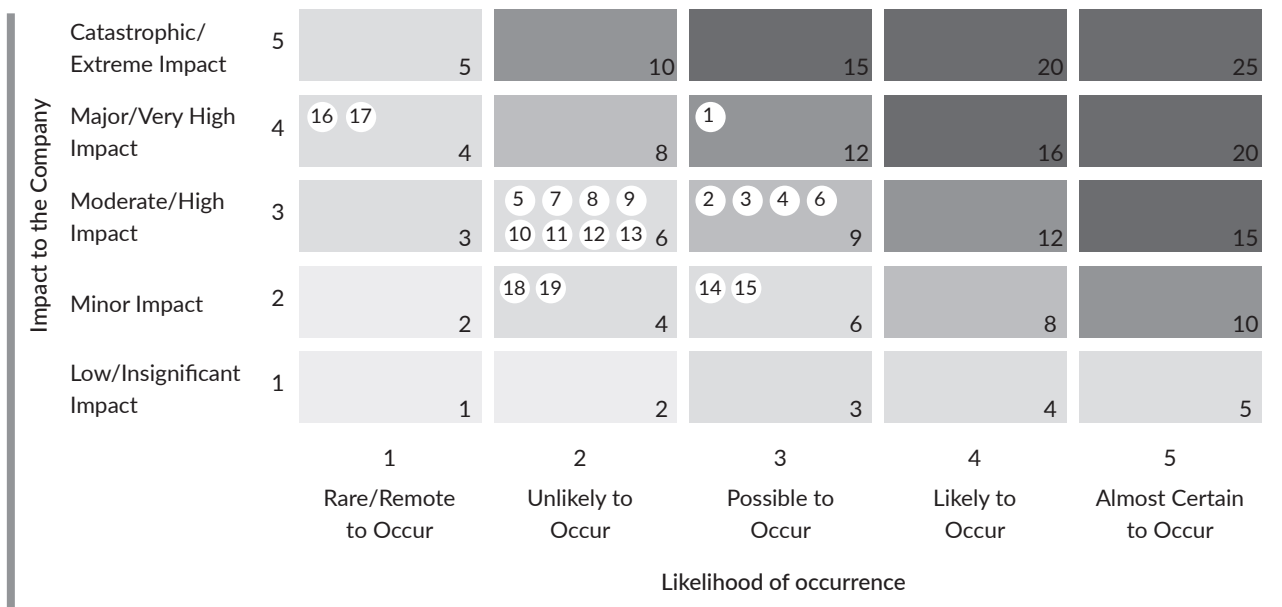 Impact to the Company
Catastrophic/
Extreme Impact
5
5
10
15
20
25
Major/Very High
Impact
4
16 17
4
8
1
12
16
20
Moderate/High
Impact
3
3
5 7 8 9
10 11 12 13 6
2 3 4 6
9
12
15
Minor Impact
2
2
18 19
4
14 15
6
8
10
Low/Insignificant
Impact
1
1
2
3
4
5
1
Rare/Remote
to Occur
2
Unlikely to
Occur
3
Possible to
Occur
4
Likely to
Occur
5
Almost Certain
to Occur
Likelihood of occurrence